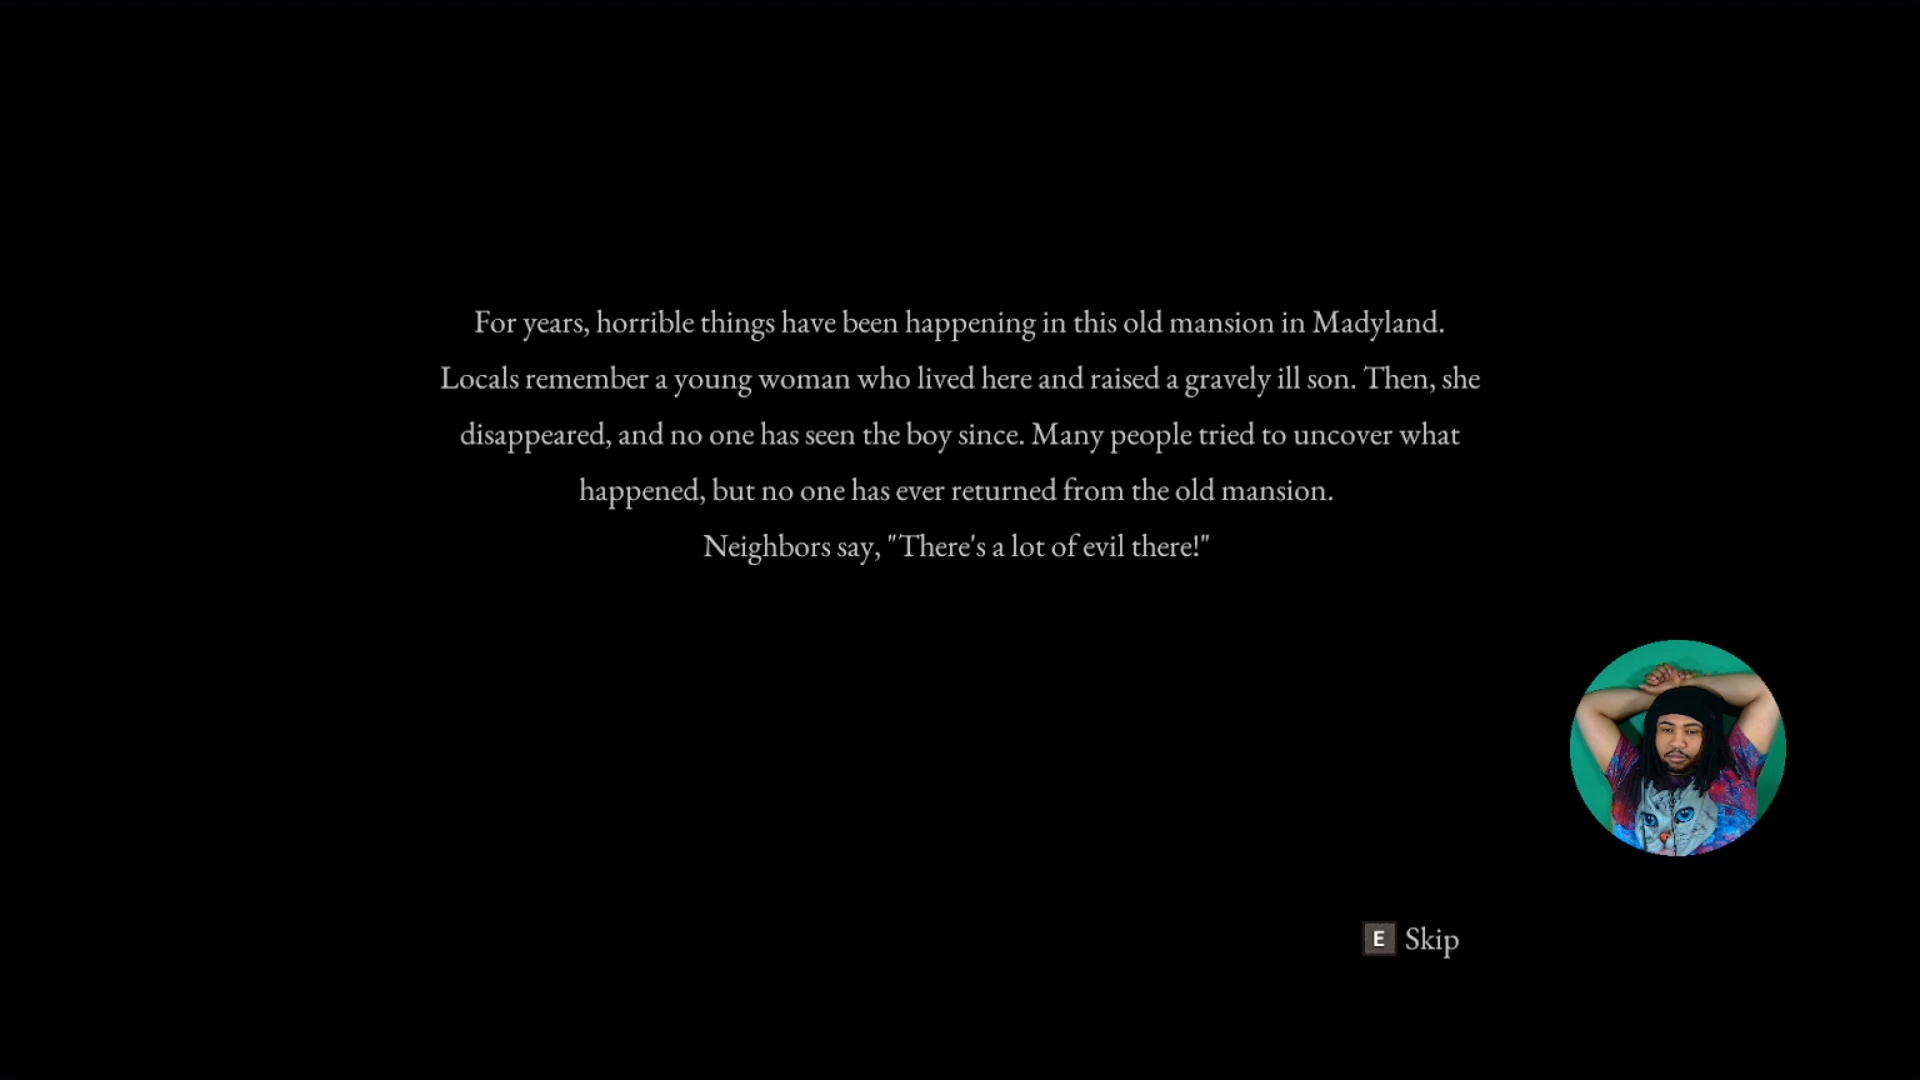 For years, horrible things have been happening in this old mansion in Madyland.
Locals remember a young woman who lived here and raised a gravely ill son. Then, she
disappeared, and no one has seen the boy since. Many people tried to uncover what
happened, but no one has ever returned from the old mansion.
Neighbors say, "There's a lot of evil there!"
E Skip